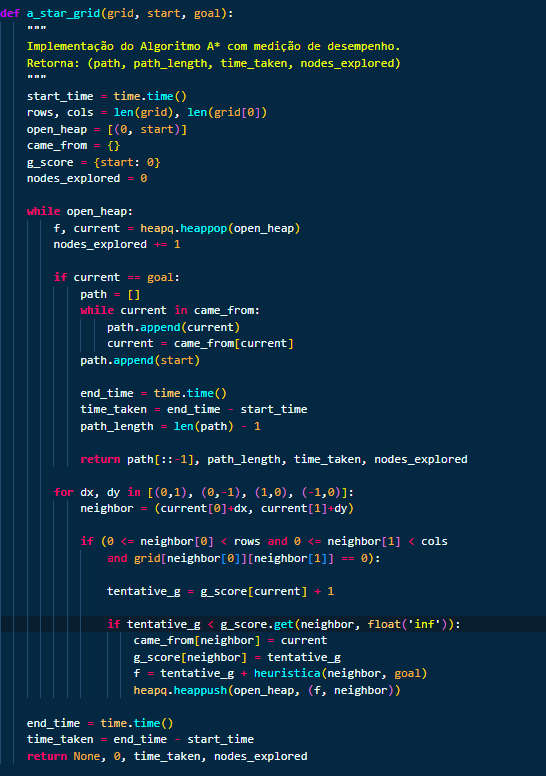 def a_star_grid(grid, start, goal):
    """
    Implementação do Algoritmo A* com medição de desempenho.
    Retorna: (path, path_length, time_taken, nodes_explored)
    """
    start_time = time.time()
    rows, cols = len(grid), len(grid[0])
    open_heap = [(0, start)]
    came_from = {}
    g_score = {start: 0}
    nodes_explored = 0

    while open_heap:
        f, current = heapq.heappop(open_heap)
        nodes_explored += 1

        if current == goal:
            path = []
            while current in came_from:
                path.append(current)
                current = came_from[current]
            path.append(start)

            end_time = time.time()
            time_taken = end_time - start_time
            path_length = len(path) - 1

            return path[::-1], path_length, time_taken, nodes_explored

        for dx, dy in [(0,1), (0,-1), (1,0), (-1,0)]:
            neighbor = (current[0]+dx, current[1]+dy)

            if (0 <= neighbor[0] < rows and 0 <= neighbor[1] < cols
                and grid[neighbor[0]][neighbor[1]] == 0):

                tentative_g = g_score[current] + 1

                if tentative_g < g_score.get(neighbor, float('inf')):
                    came_from[neighbor] = current
                    g_score[neighbor] = tentative_g
                    f = tentative_g + heuristica(neighbor, goal)
                    heapq.heappush(open_heap, (f, neighbor))

    end_time = time.time()
    time_taken = end_time - start_time
    return None, 0, time_taken, nodes_explored